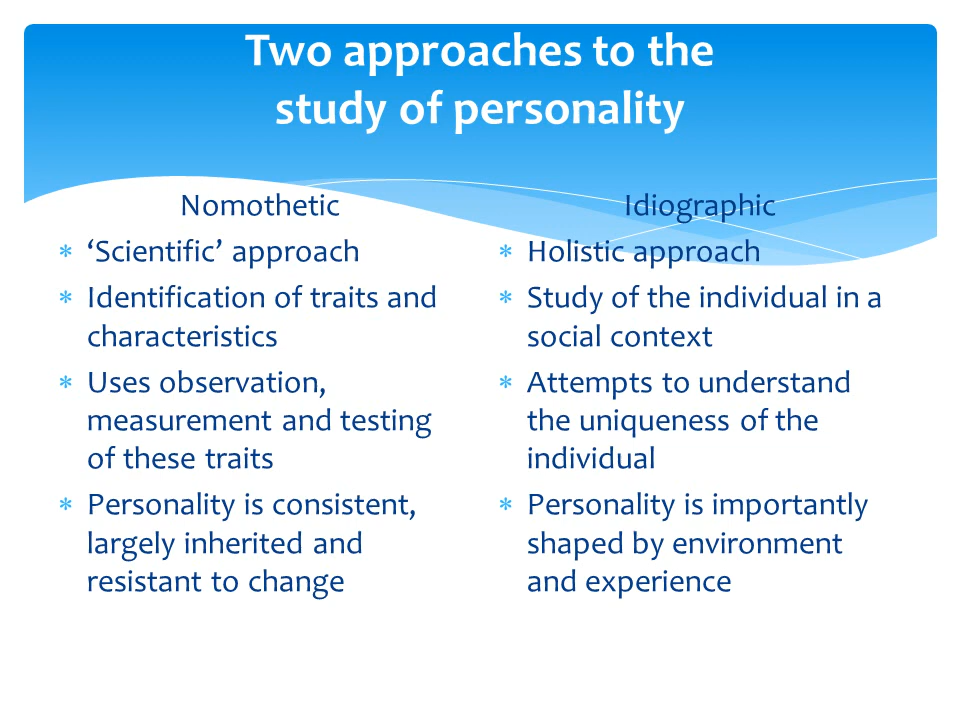 Two approaches to the
study of personality
Nomothetic
* ‘Scientific’ approach
* Identification of traits and
characteristics
* Uses observation,
measurement and testing
of these traits
* Personality is consistent,
largely inherited and
resistant to change
Idiographic
* Holistic approach
* Study of the individual in a
social context
* Attempts to understand
the uniqueness of the
individual
* Personality is importantly
shaped by environment
and experience